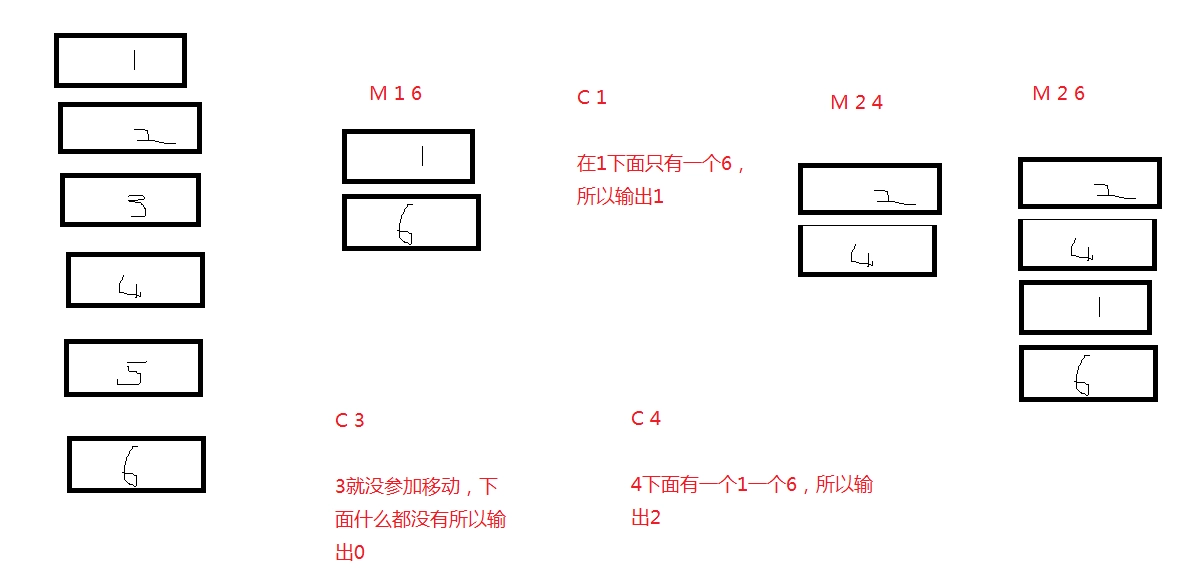 1
2
3
4
5
6
M 1 6
1
6
C 1
在1下面只有一个6，
所以输出1
M 2 4
2
4
M 2 6
2
4
1
6
C 3
3就没参加移动，下
面什么都没有所以输
出0
C 4
4下面有一个1一个6，所以输
出2